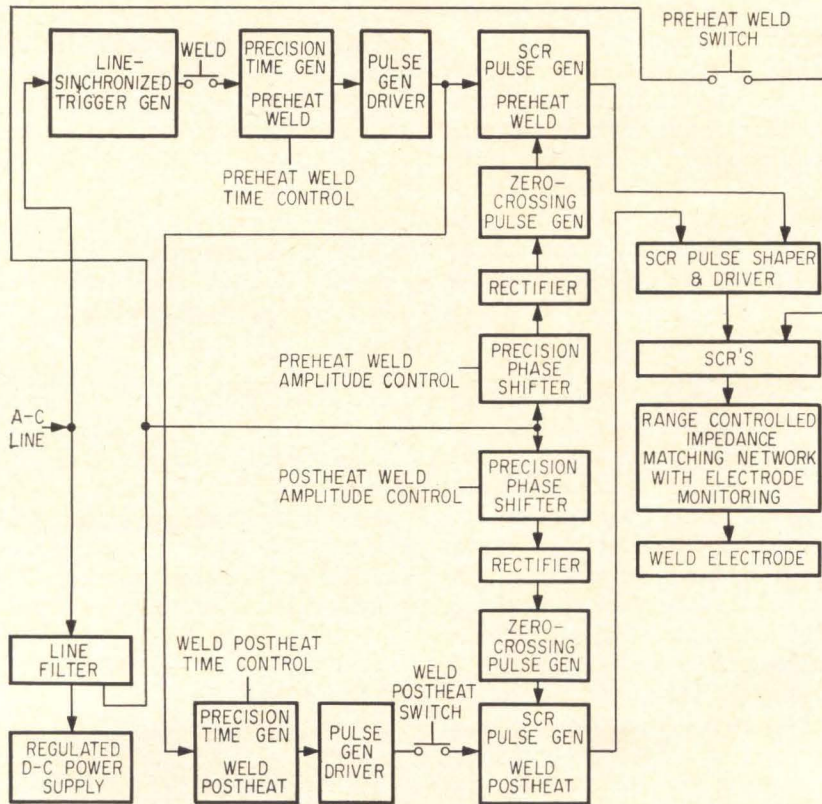 PREHEAT WELD
SWITCH
LINE-
SINCHRONIZED
TRIGGER GEN
WELD
PRECISION
TIME GEN
PREHEAT
WELD
PULSE
GEN
DRIVER
SCR
PULSE GEN
PREHEAT
WELD
PREHEAT WELD
TIME CONTROL
ZERO-
CROSSING
PULSE GEN
SCR PULSE SHAPER
& DRIVER
RECTIFIER
PREHEAT WELD
AMPLITUDE CONTROL
PRECISION
PHASE
SHIFTER
SCR'S
A-C
LINE
RANGE CONTROLLED
IMPEDANCE
MATCHING NETWORK
WITH ELECTRODE
MONITORING
POSTHEAT WELD
AMPLITUDE CONTROL
PRECISION
PHASE
SHIFTER
WELD ELECTRODE
RECTIFIER
ZERO-
CROSSING
PULSE GEN
LINE
FILTER
WELD POSTHEAT
TIME CONTROL
WELD
POSTHEAT
SWITCH
REGULATED
D-C POWER
SUPPLY
PRECISION
TIME GEN
WELD
POSTHEAT
PULSE
GEN
DRIVER
SCR
PULSE GEN
WELD
POSTHEAT